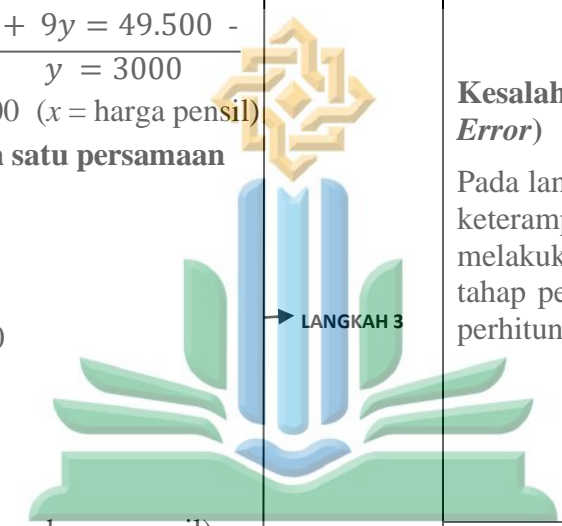 + 9y = 49.500 -
y = 3000
00 (x = harga pensil)
satu persamaan
0
LANGKAH 3
Kesalah
Error)
Pada lan
keteramp
melakuk
tahap pe
perhitun